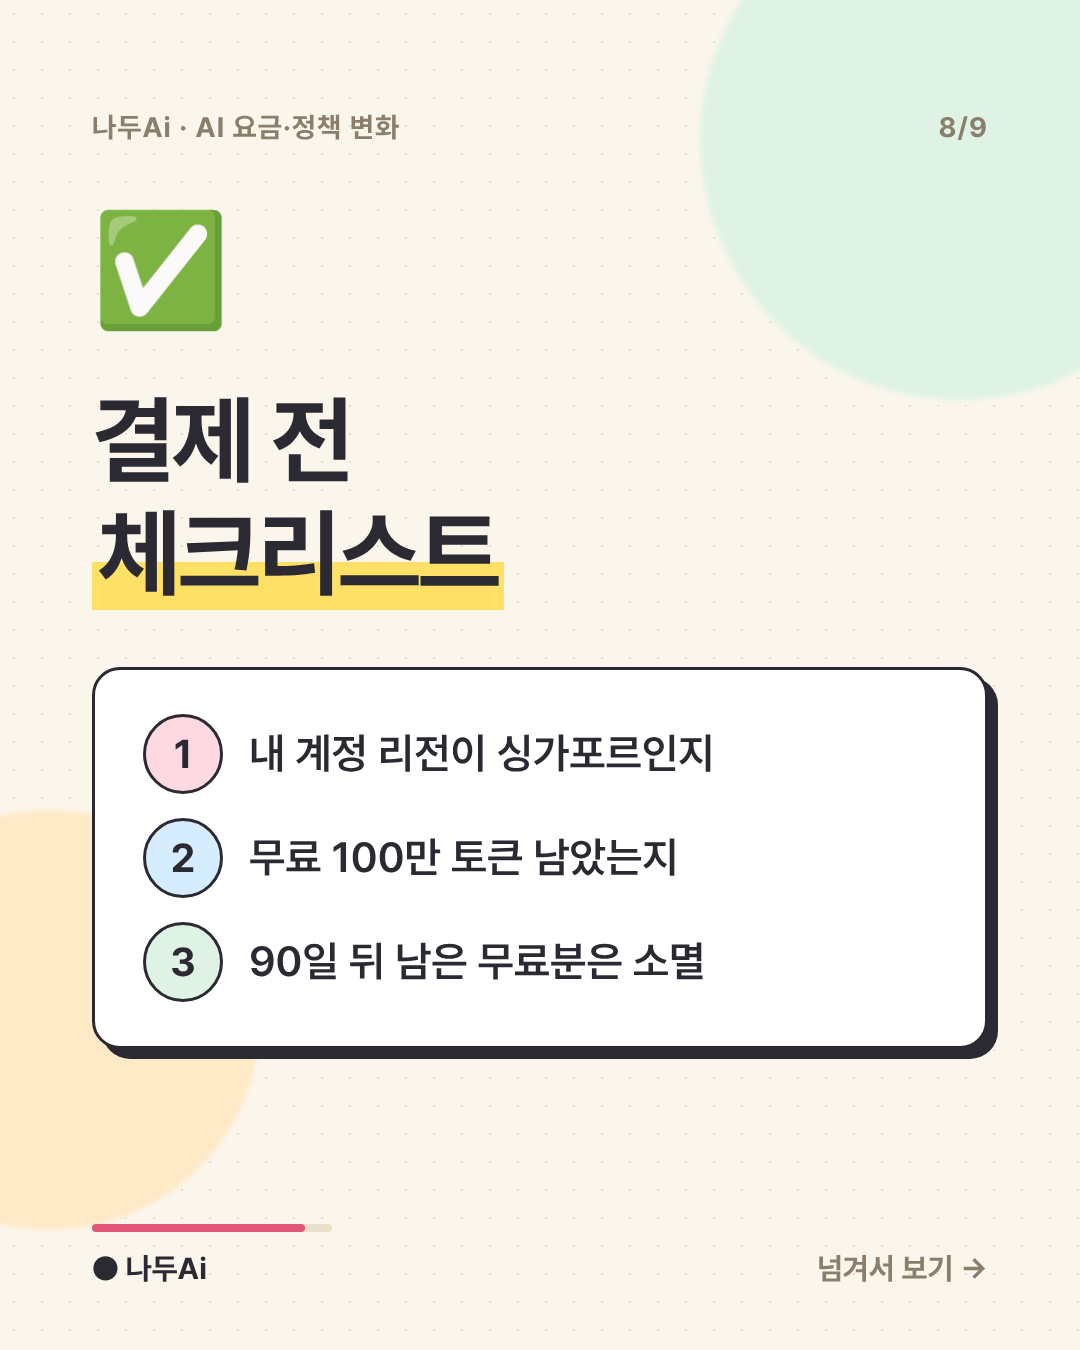 나두Ai · AI 요금·정책 변화
8/9
✅
결제 전
체크리스트
1 내 계정 리전이 싱가포르인지
2 무료 100만 토큰 남았는지
3 90일 뒤 남은 무료분은 소멸
● 나두Ai
넘겨서 보기 →